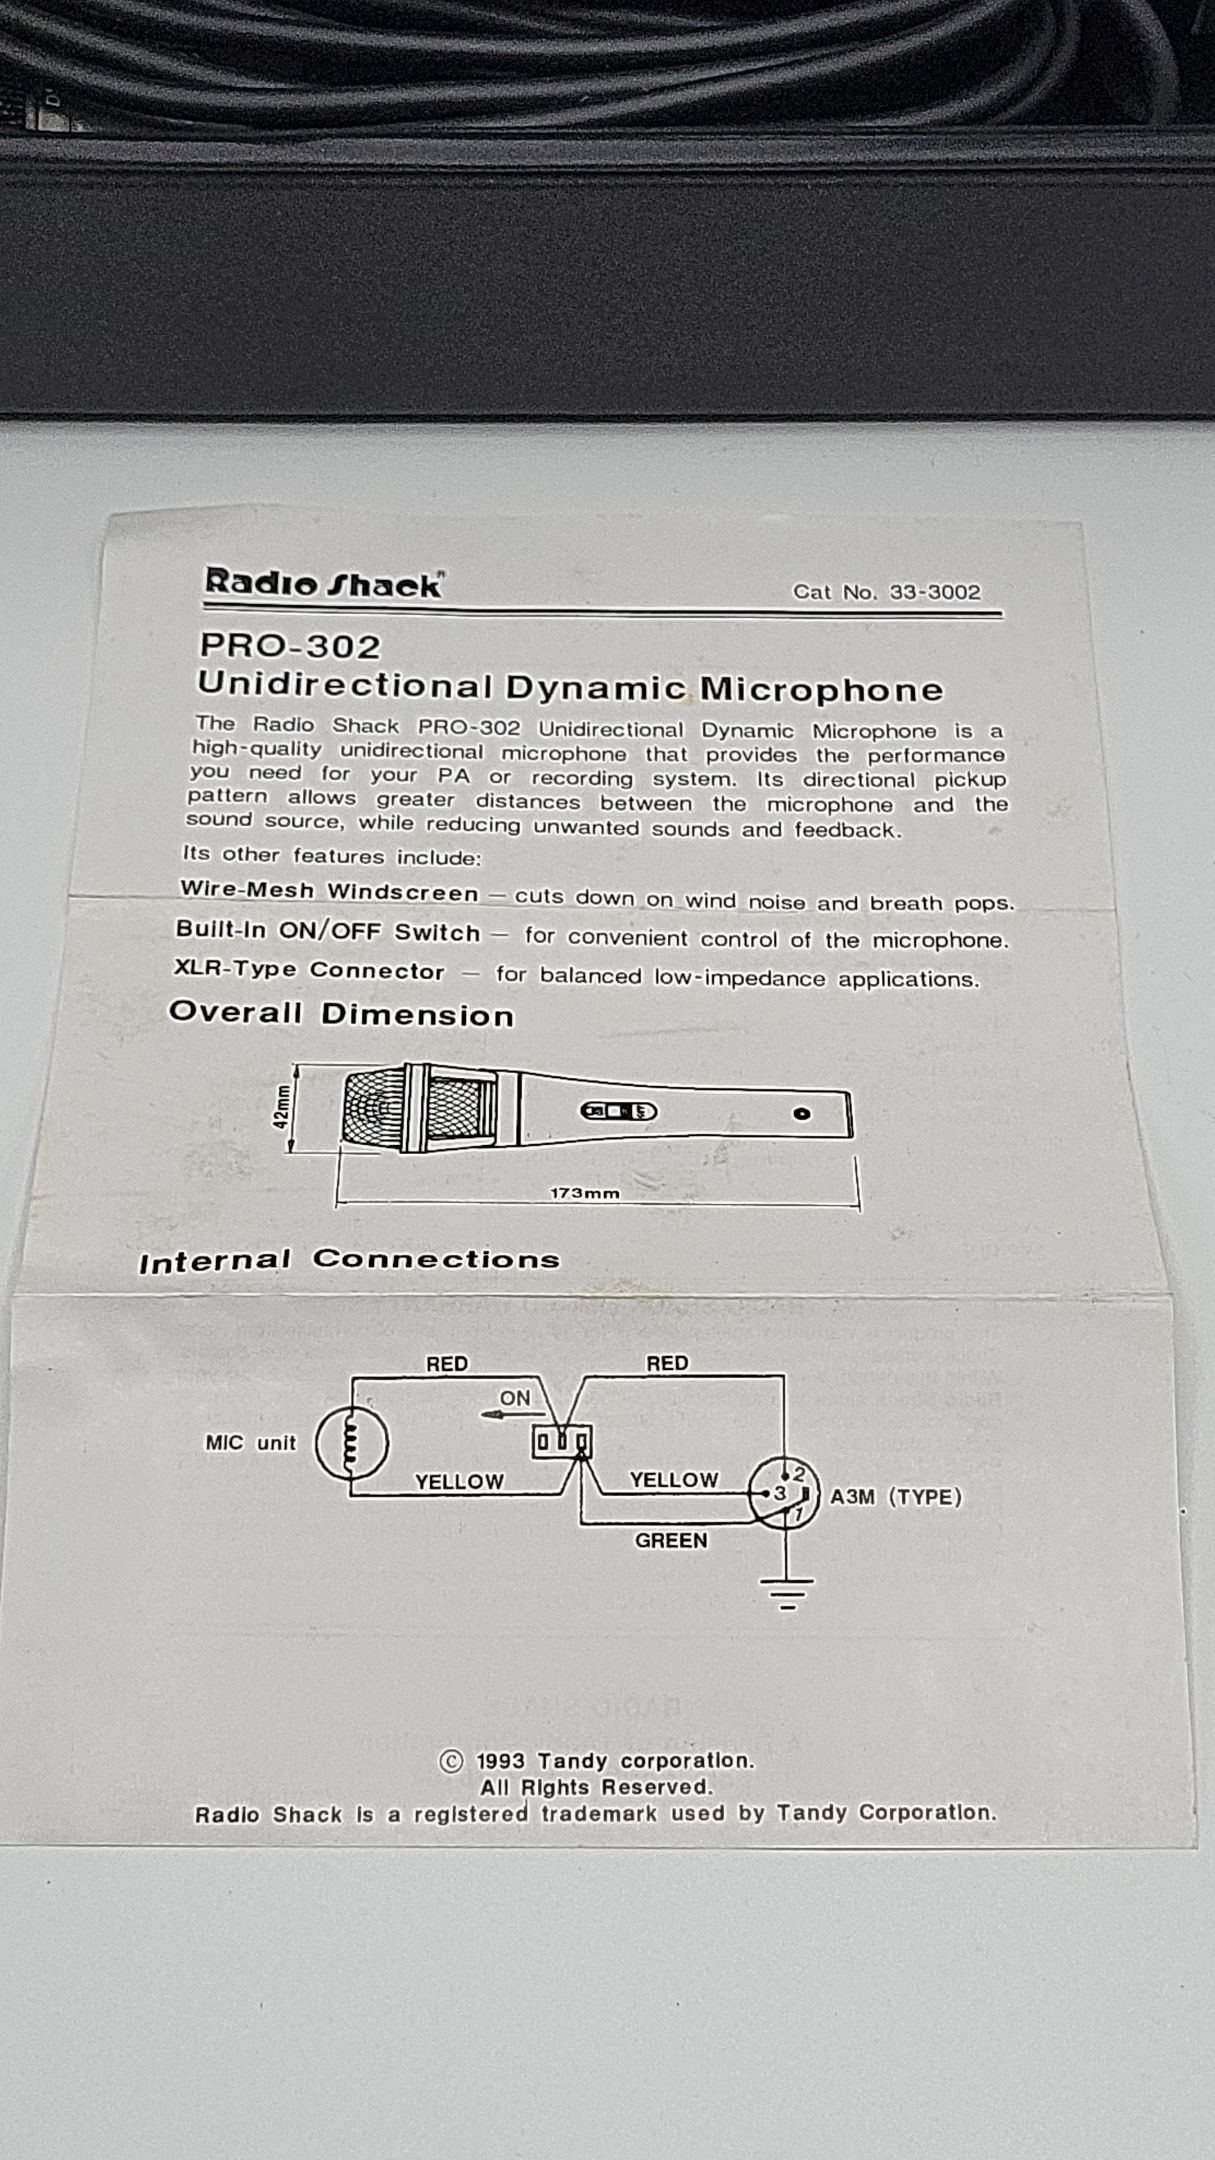 Radio Shack
Cat No. 33-3002
PRO-302
Unidirectional Dynamic Microphone
The Radio Shack PRO-302 Unidirectional Dynamic Microphone is a
high-quality unidirectional microphone that provides the performance
you need for your PA or recording system. Its directional pickup
pattern allows greater distances between the microphone and the
sound source, while reducing unwanted sounds and feedback.
Its other features include:
Wire-Mesh Windscreen — cuts down on wind noise and breath pops.
Built-In ON/OFF Switch — for convenient control of the microphone.
XLR-Type Connector — for balanced low-impedance applications.
Overall Dimension
42mm
173mm
Internal Connections
RED
RED
ON
MIC unit
YELLOW
YELLOW
2
3
1
A3M (TYPE)
GREEN
© 1993 Tandy corporation.
All Rights Reserved.
Radio Shack is a registered trademark used by Tandy Corporation.